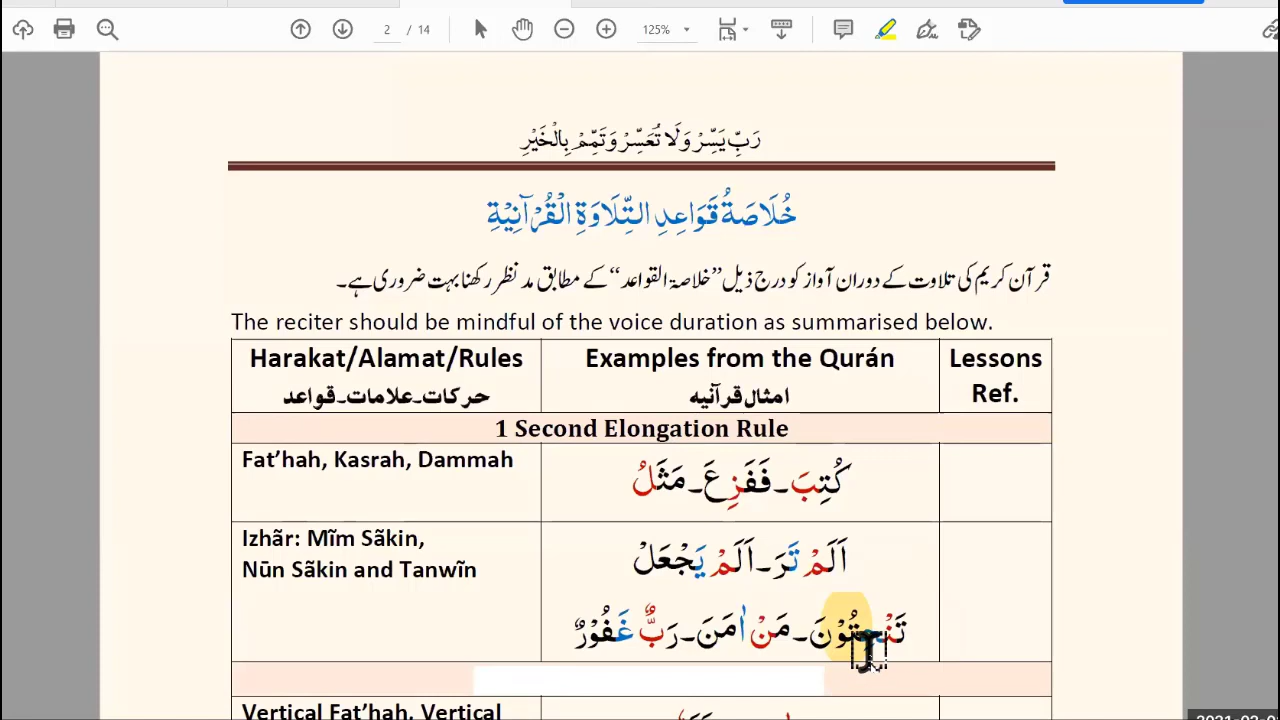 2 / 14
125%
رَبِّ يَسِّرْ وَلَا تُعَسِّرْ وَتَمِّمْ بِالْخَيْرِ
خُلَاصَةُ قَوَاعِدِ التِّلَاوَةِ الْقُرْآنِيَّةِ
قرآن کریم کی تلاوت کے دوران آواز کو درج ذیل ”خلاصۃ القواعد“ کے مطابق مد نظر رکھنا بہت ضروری ہے۔
The reciter should be mindful of the voice duration as summarised below.
Harakat/Alamat/Rules Examples from the Qurán Lessons
حرکات۔علامات۔قواعد امثال قرآنیہ Ref.
1 Second Elongation Rule
Fat’hah, Kasrah, Dammah كُتِبَ۔فَفَزِعَ۔مَثَلُ
Izhãr: Mĩm Sãkin,
Nūn Sãkin and Tanwĩn
اَلَمْ تَرَ۔اَلَمْ يَجْعَلْ
تَنْحِتُوْنَ۔مَنْ اٰمَنَ۔رَبٌّ غَفُوْرٌ
Vertical Fat’hah, Vertical